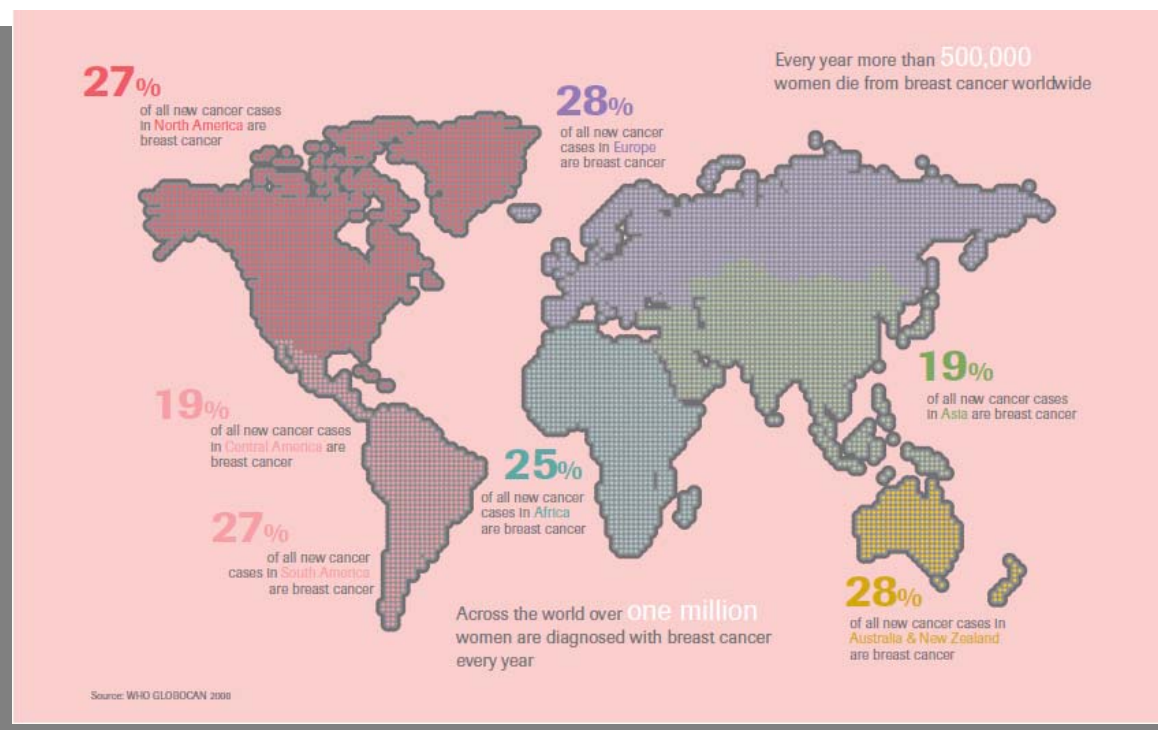 27%
of all new cancer cases
in North America are
breast cancer
28%
of all new cancer
cases in Europe
are breast cancer
Every year more than 500,000
women die from breast cancer worldwide
19%
of all new cancer cases
in Central America are
breast cancer
19%
of all new cancer cases
in Asia are breast cancer
25%
of all new cancer
cases in Africa
are breast cancer
27%
of all new cancer
cases in South America
are breast cancer
28%
of all new cancer cases in
Australia & New Zealand
are breast cancer
Across the world over one million
women are diagnosed with breast cancer
every year
Source: WHO GLOBOCAN 2008